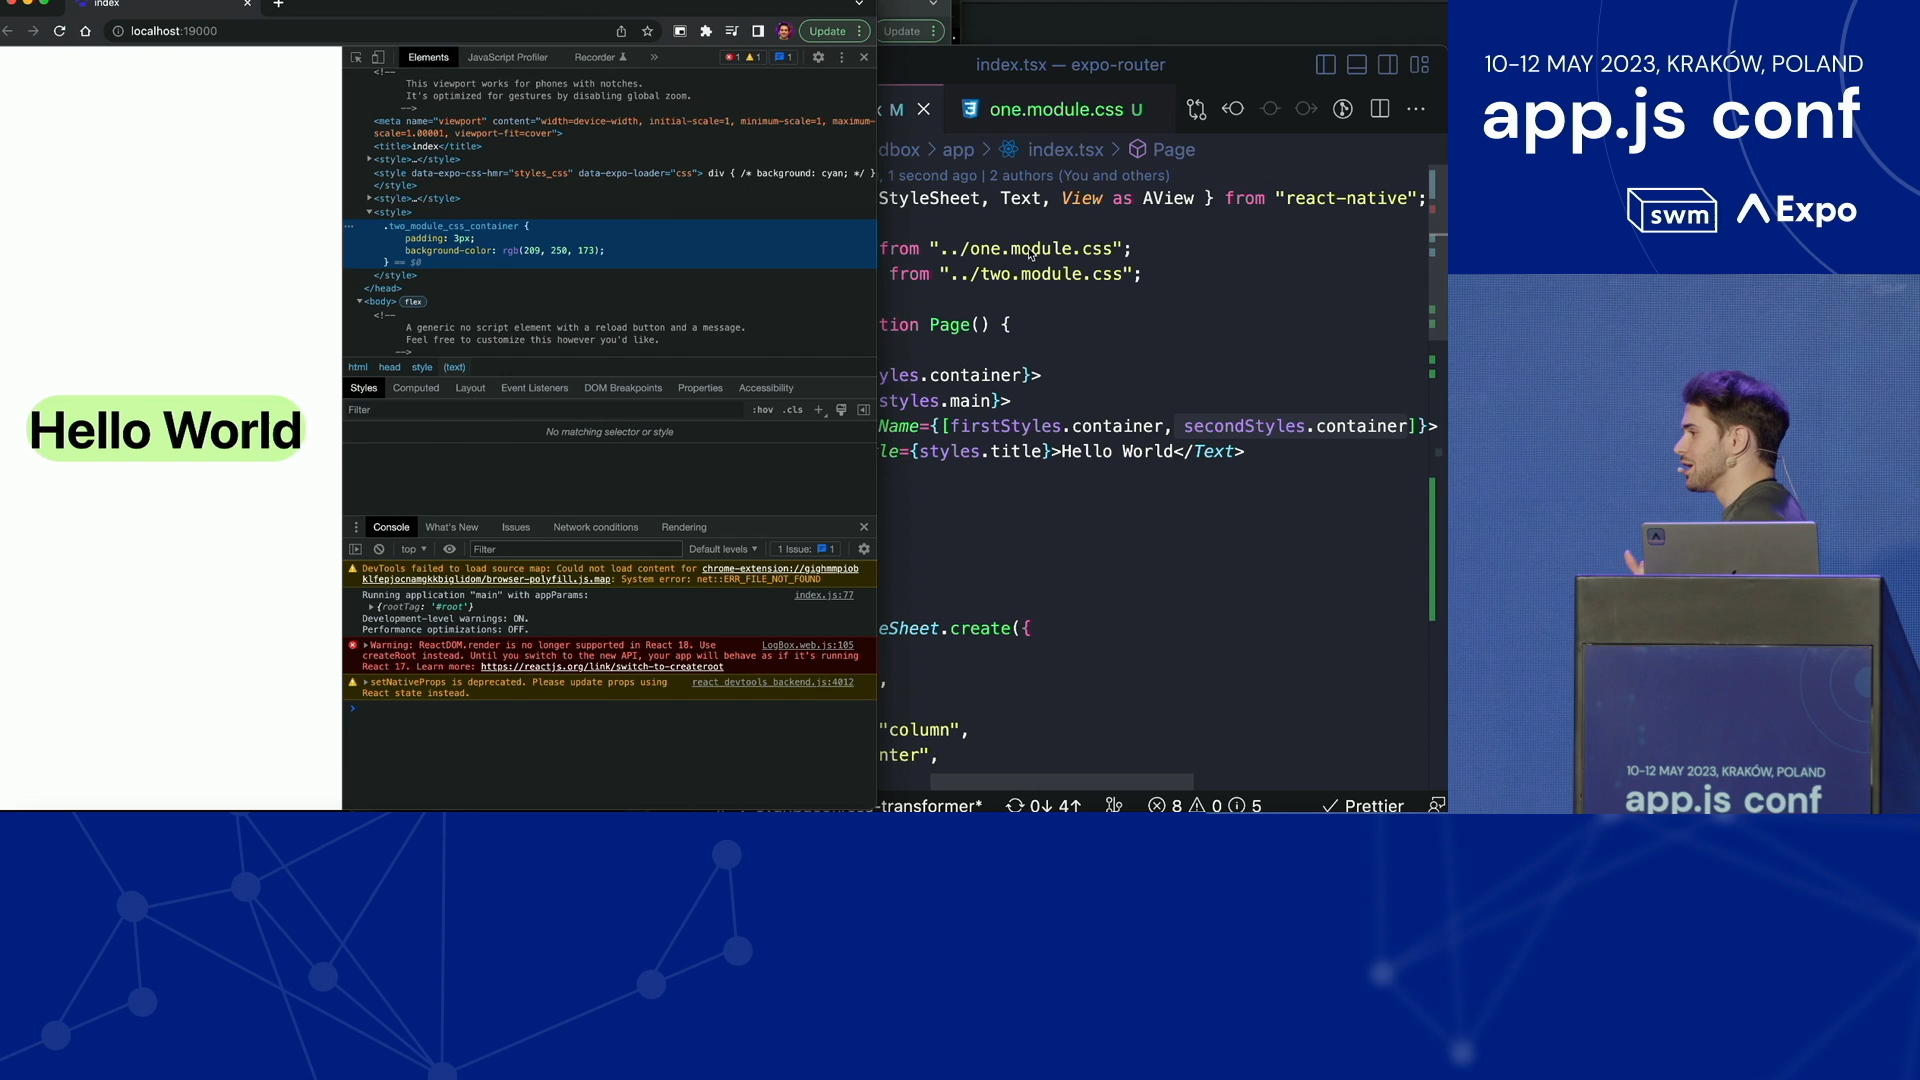 index
localhost:19000
Update
Update
Elements
JavaScript Profiler
Recorder
1
1
1
<!--
This viewport works for phones with notches.
It's optimized for gestures by disabling global zoom.
-->
<meta name="viewport" content="width=device-width, initial-scale=1, minimum-scale=1, maximum-
scale=1.00001, viewport-fit=cover">
<title>index</title>
<style>…</style>
<style data-expo-css-hmr="styles_css" data-expo-loader="css"> div { /* background: cyan; */ }
</style>
<style>…</style>
<style>
.two_module_css_container {
padding: 3px;
background-color: rgb(209, 250, 173);
} == $0
</style>
</head>
<body> flex
<!--
A generic no script element with a reload button and a message.
Feel free to customize this however you'd like.
-->
html head style (text)
Styles Computed Layout Event Listeners DOM Breakpoints Properties Accessibility
Filter
:hov .cls +
No matching selector or style
Console What's New Issues Network conditions Rendering
top
Filter
Default levels
1 Issue: 1
DevTools failed to load source map: Could not load content for chrome-extension://gighmmpiob
klfepjocnamgkkbiglidom/browser-polyfill.js.map: System error: net::ERR_FILE_NOT_FOUND
Running application "main" with appParams:
index.js:77
{rootTag: '#root'}
Development-level warnings: ON.
Performance optimizations: OFF.
Warning: ReactDOM.render is no longer supported in React 18. Use
LogBox.web.js:105
createRoot instead. Until you switch to the new API, your app will behave as if it's running
React 17. Learn more: https://reactjs.org/link/switch-to-createroot
setNativeProps is deprecated. Please update props using
react_devtools_backend.js:4012
React state instead.
Hello World
index.tsx — expo-router
M
one.module.css U
dbox > app > index.tsx > Page
, 1 second ago | 2 authors (You and others)
StyleSheet, Text, View as AView } from "react-native";
from "../one.module.css";
from "../two.module.css";
tion Page() {
yles.container}>
styles.main}>
Name={[firstStyles.container, secondStyles.container]}>
le={styles.title}>Hello World</Text>
eSheet.create({
,
"column",
nter",
-transformer* 0↓ 4↑ 8 0 5 Prettier
10-12 MAY 2023, KRAKÓW, POLAND
app.js conf
swm
Expo
10-12 MAY 2023, KRAKÓW, POLAND
app.js conf